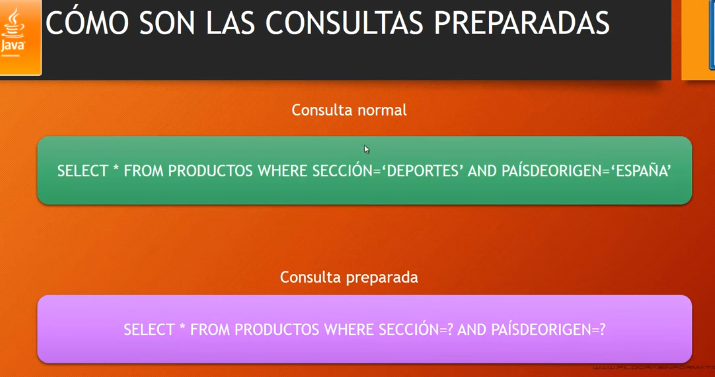 Java
CÓMO SON LAS CONSULTAS PREPARADAS
Consulta normal
SELECT * FROM PRODUCTOS WHERE SECCIÓN=‘DEPORTES’ AND PAÍSDEORIGEN=‘ESPAÑA’
Consulta preparada
SELECT * FROM PRODUCTOS WHERE SECCIÓN=? AND PAÍSDEORIGEN=?